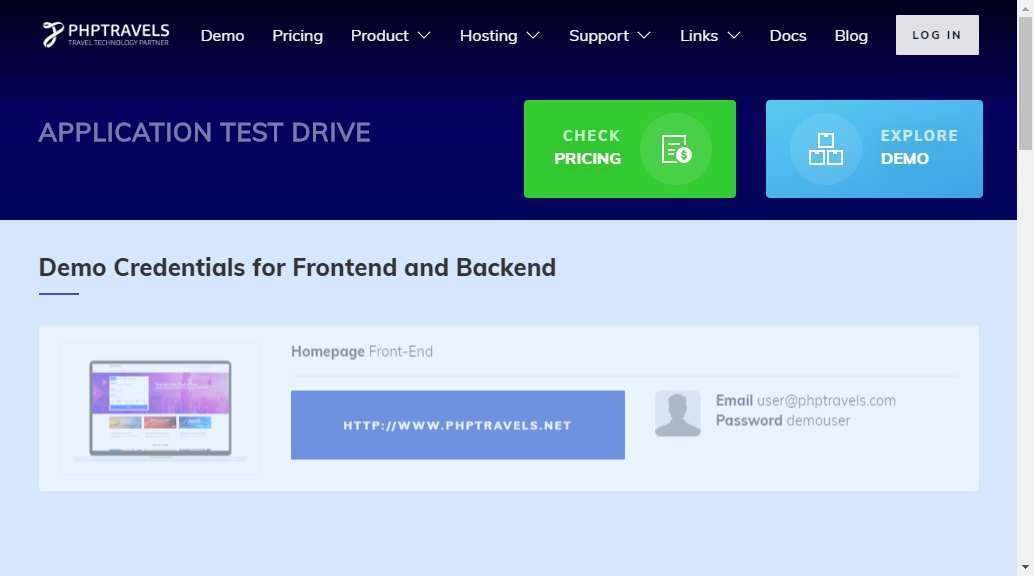 PHPTRAVELS
TRAVEL TECHNOLOGY PARTNER
Demo
Pricing
Product
Hosting
Support
Links
Docs
Blog
LOG IN
APPLICATION TEST DRIVE
CHECK
PRICING
EXPLORE
DEMO
Demo Credentials for Frontend and Backend
Homepage Front-End
HTTP://WWW.PHPTRAVELS.NET
Email user@phptravels.com
Password demouser